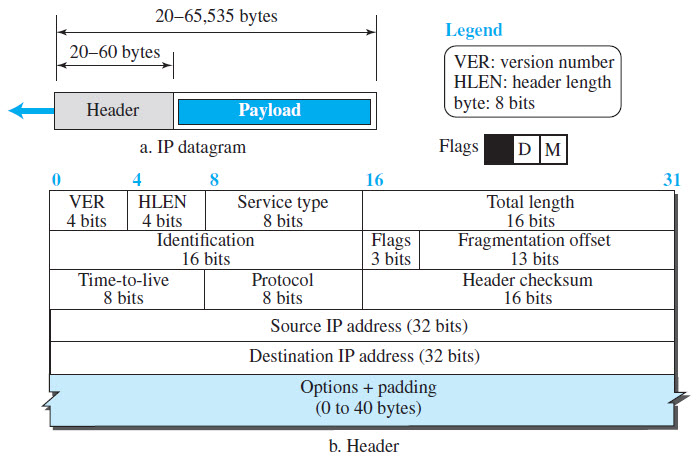 20–65,535 bytes
20–60 bytes
Header
Payload
a. IP datagram
Legend
VER: version number
HLEN: header length
byte: 8 bits
Flags D M
0 4 8 16 31
VER HLEN Service type Total length
4 bits 4 bits 8 bits 16 bits
Identification Flags Fragmentation offset
16 bits 3 bits 13 bits
Time-to-live Protocol Header checksum
8 bits 8 bits 16 bits
Source IP address (32 bits)
Destination IP address (32 bits)
Options + padding
(0 to 40 bytes)
b. Header